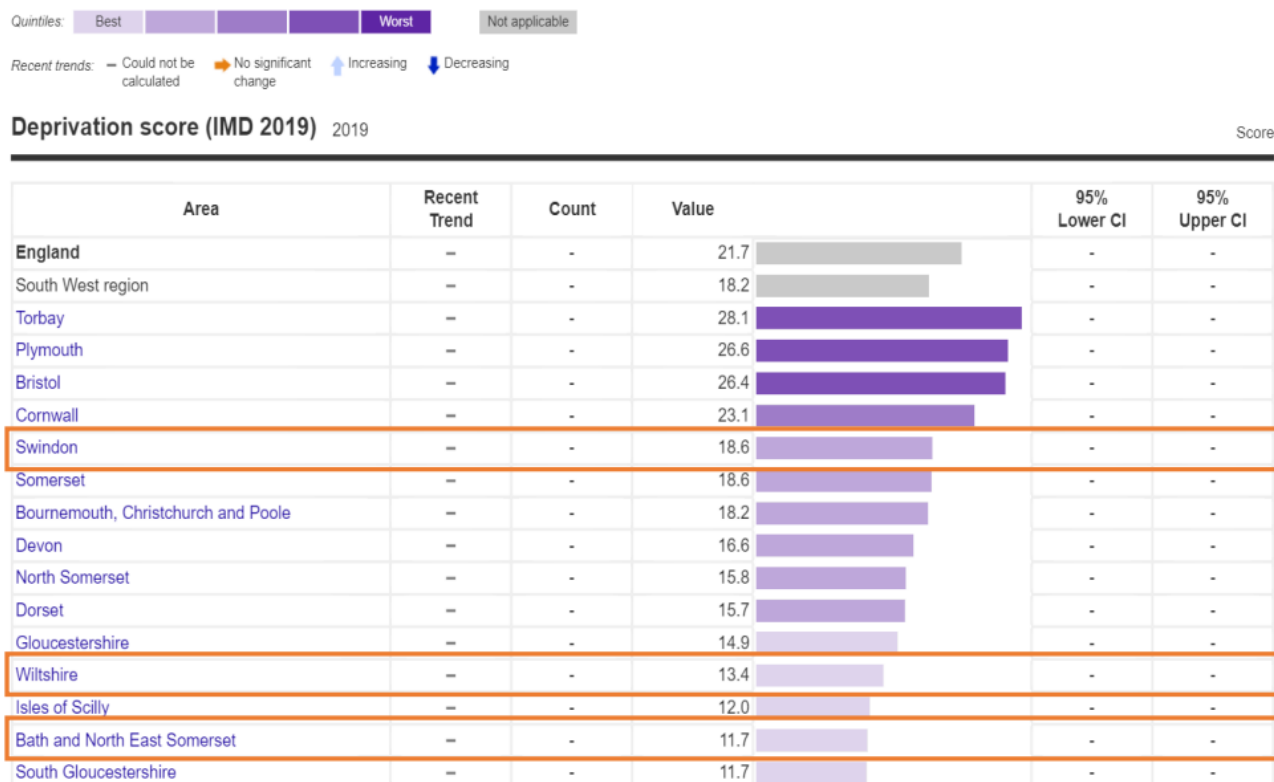 Quintiles: Best Worst Not applicable
Recent trends: – Could not be calculated No significant change Increasing Decreasing
Deprivation score (IMD 2019) 2019 Score
Area Recent Trend Count Value 95% Lower CI 95% Upper CI
England – - 21.7 - -
South West region – - 18.2 - -
Torbay – - 28.1 - -
Plymouth – - 26.6 - -
Bristol – - 26.4 - -
Cornwall – - 23.1 - -
Swindon – - 18.6 - -
Somerset – - 18.6 - -
Bournemouth, Christchurch and Poole – - 18.2 - -
Devon – - 16.6 - -
North Somerset – - 15.8 - -
Dorset – - 15.7 - -
Gloucestershire – - 14.9 - -
Wiltshire – - 13.4 - -
Isles of Scilly – - 12.0 - -
Bath and North East Somerset – - 11.7 - -
South Gloucestershire – - 11.7 - -